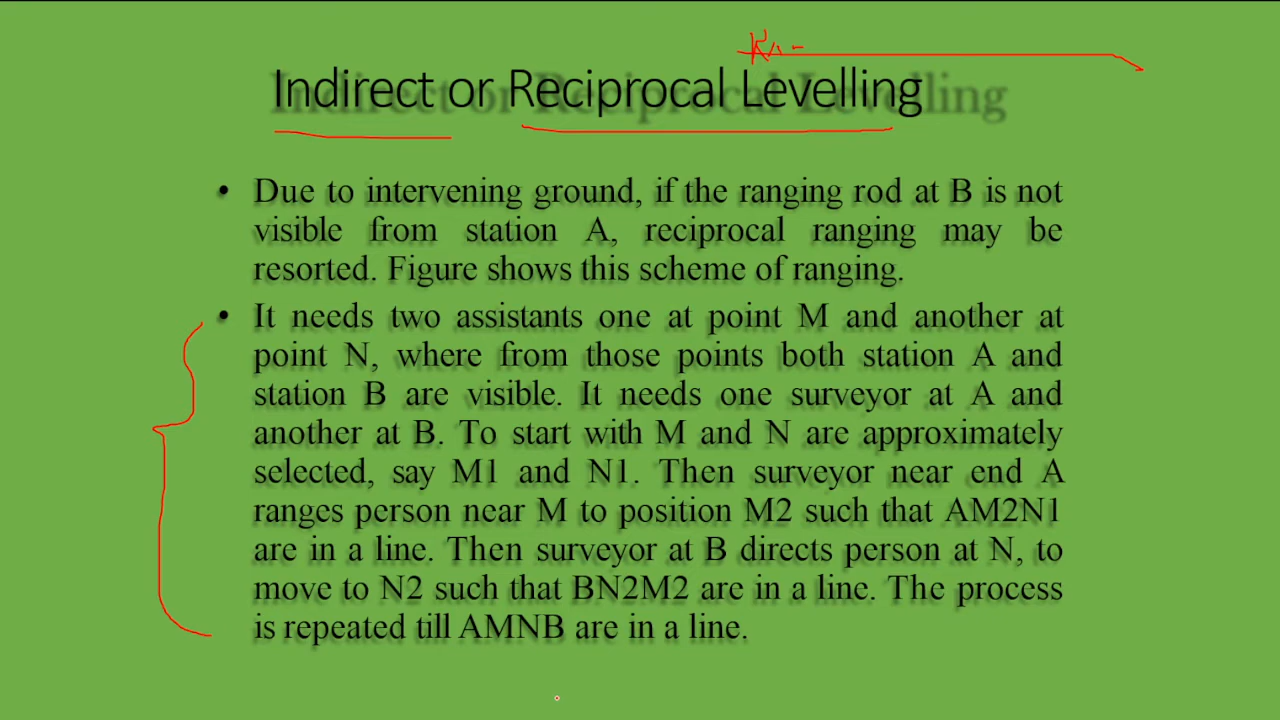 Indirect or Reciprocal Levelling
• Due to intervening ground, if the ranging rod at B is not
visible from station A, reciprocal ranging may be
resorted. Figure shows this scheme of ranging.
• It needs two assistants one at point M and another at
point N, where from those points both station A and
station B are visible. It needs one surveyor at A and
another at B. To start with M and N are approximately
selected, say M1 and N1. Then surveyor near end A
ranges person near M to position M2 such that AM2N1
are in a line. Then surveyor at B directs person at N, to
move to N2 such that BN2M2 are in a line. The process
is repeated till AMNB are in a line.